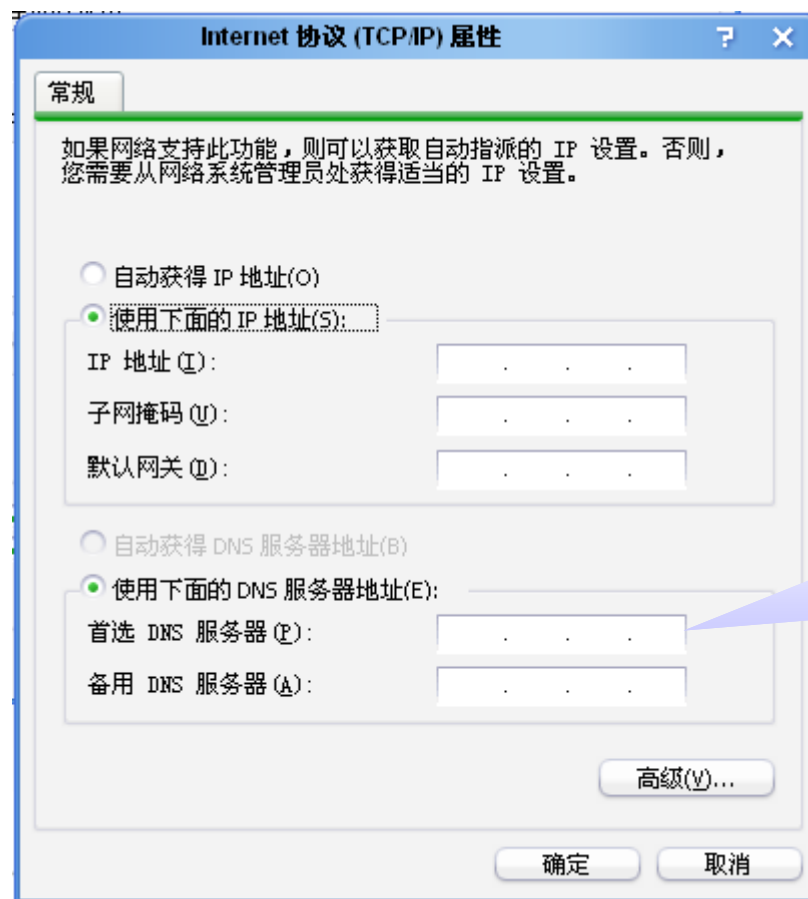 Internet 协议 (TCP/IP) 属性
常规
如果网络支持此功能，则可以获取自动指派的 IP 设置。否则，
您需要从网络系统管理员处获得适当的 IP 设置。
自动获得 IP 地址(O)
使用下面的 IP 地址(S):
IP 地址(I):
子网掩码(U):
默认网关(D):
自动获得 DNS 服务器地址(B)
使用下面的 DNS 服务器地址(E):
首选 DNS 服务器(P):
备用 DNS 服务器(A):
高级(V)...
确定 取消